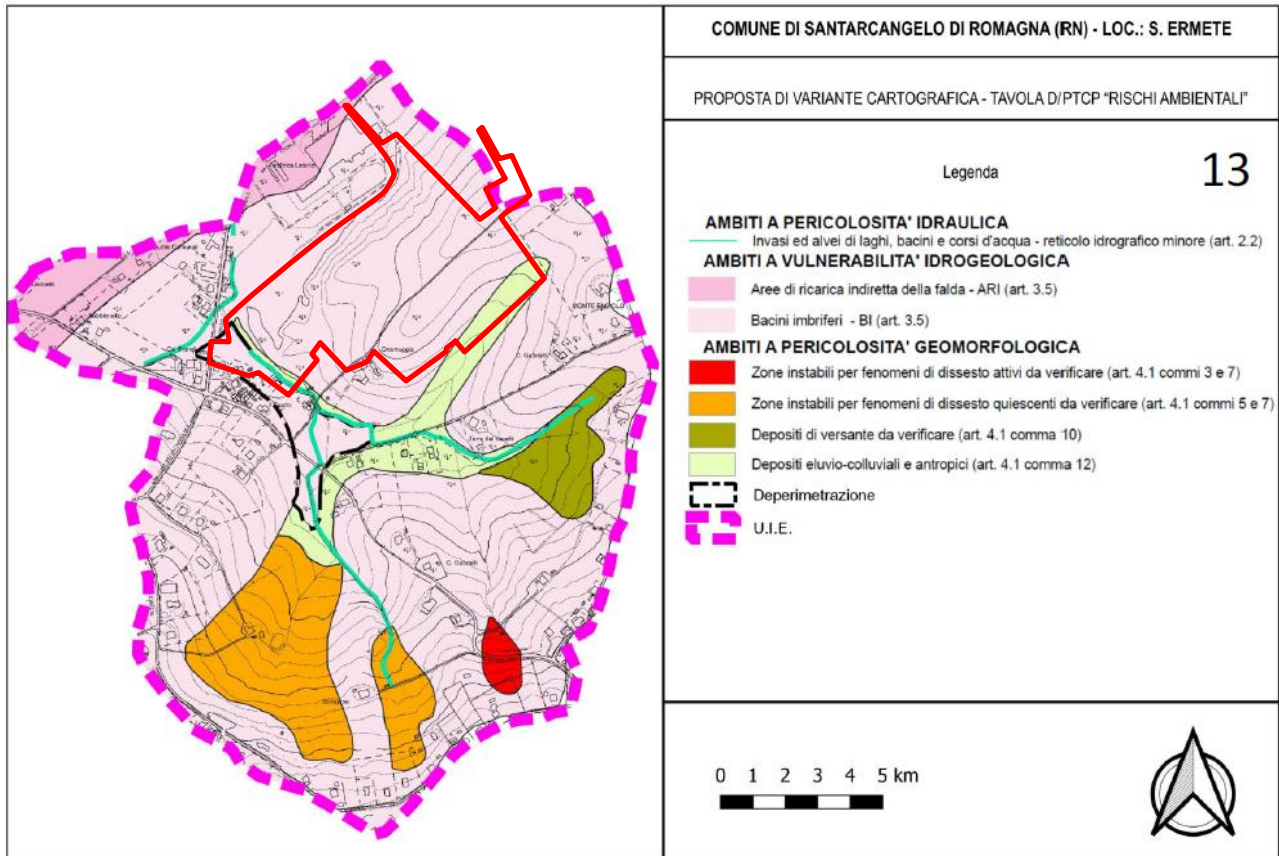 COMUNE DI SANTARCANGELO DI ROMAGNA (RN) - LOC.: S. ERMETE
PROPOSTA DI VARIANTE CARTOGRAFICA - TAVOLA D/PTCP "RISCHI AMBIENTALI"
Legenda
13
AMBITI A PERICOLOSITA' IDRAULICA
Invasi ed alvei di laghi, bacini e corsi d'acqua - reticolo idrografico minore (art. 2.2)
AMBITI A VULNERABILITA' IDROGEOLOGICA
Aree di ricarica indiretta della falda - ARI (art. 3.5)
Bacini imbriferi - BI (art. 3.5)
AMBITI A PERICOLOSITA' GEOMORFOLOGICA
Zone instabili per fenomeni di dissesto attivi da verificare (art. 4.1 commi 3 e 7)
Zone instabili per fenomeni di dissesto quiescenti da verificare (art. 4.1 commi 5 e 7)
Depositi di versante da verificare (art. 4.1 comma 10)
Depositi eluvio-colluviali e antropici (art. 4.1 comma 12)
Deperimetrazione
U.I.E.
0 1 2 3 4 5 km
C. Gabrielli
C. Gabrielli